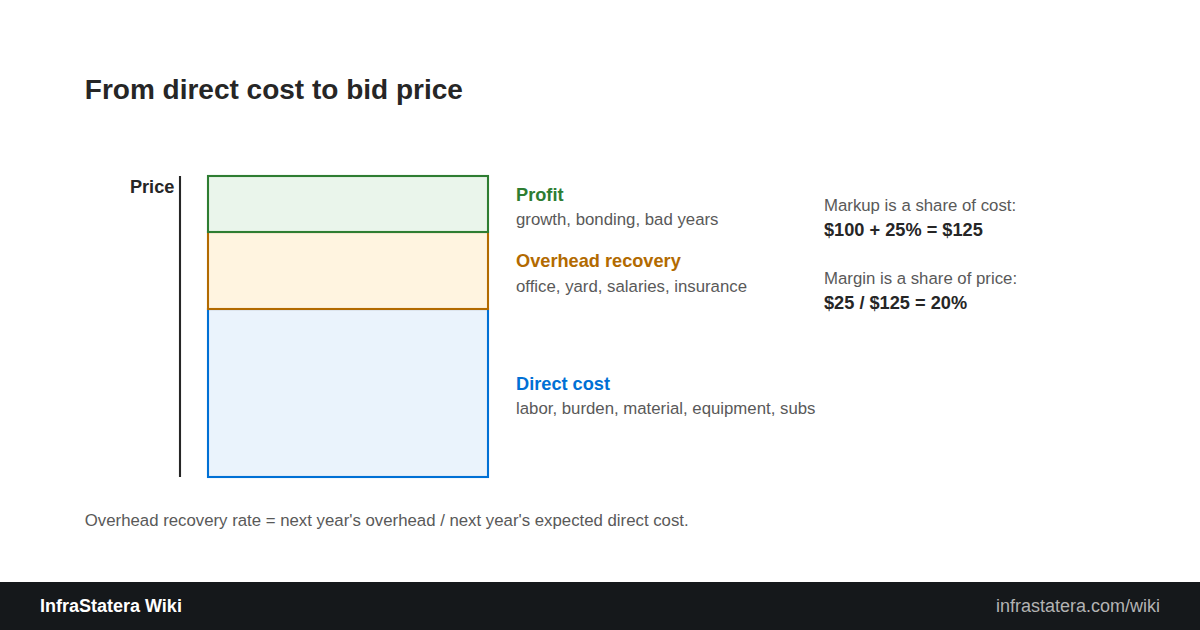 From direct cost to bid price
Price
Profit
growth, bonding, bad years
Overhead recovery
office, yard, salaries, insurance
Direct cost
labor, burden, material, equipment, subs
Markup is a share of cost:
$100 + 25% = $125
Margin is a share of price:
$25 / $125 = 20%
Overhead recovery rate = next year's overhead / next year's expected direct cost.
InfraStatera Wiki
infrastatera.com/wiki